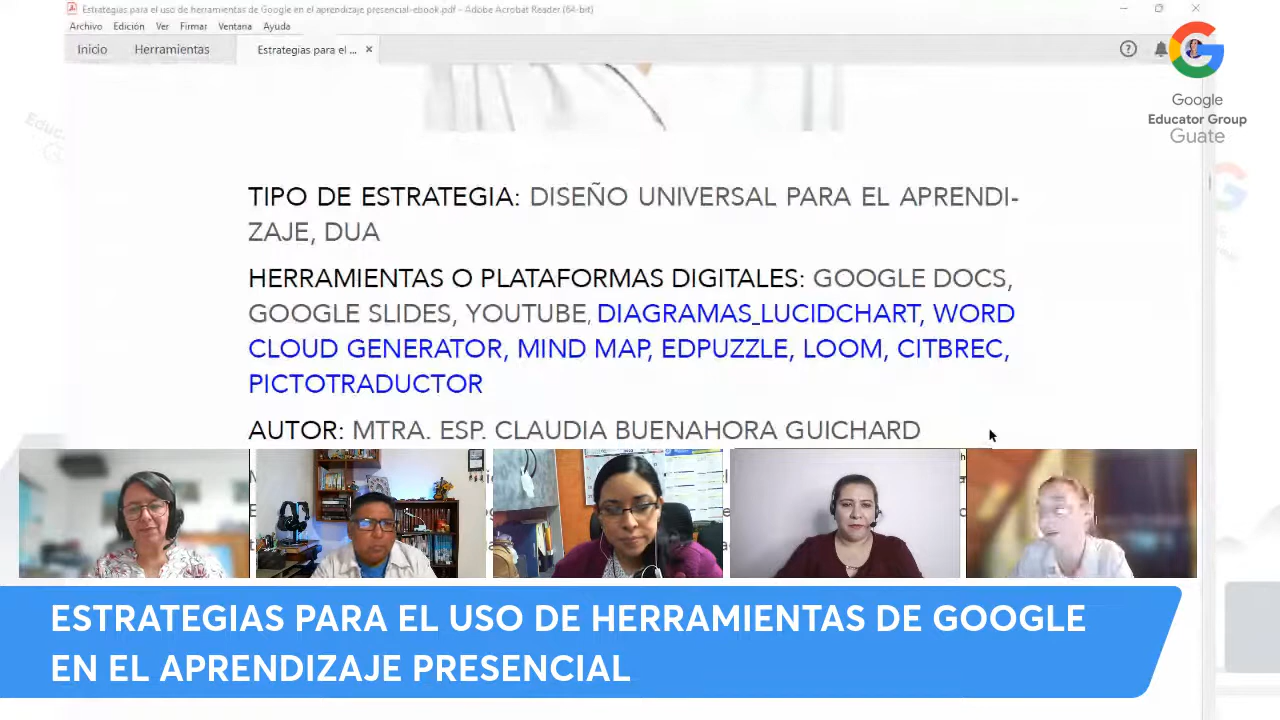 Estrategias para el uso de herramientas de Google en el aprendizaje presencial-ebook.pdf - Adobe Acrobat Reader (64-bit)
Archivo Edición Ver Firmar Ventana Ayuda
Inicio Herramientas Estrategias para el ... ×
Google
Educator Group
Guate
TIPO DE ESTRATEGIA: DISEÑO UNIVERSAL PARA EL APRENDI-
ZAJE, DUA
HERRAMIENTAS O PLATAFORMAS DIGITALES: GOOGLE DOCS,
GOOGLE SLIDES, YOUTUBE, DIAGRAMAS_LUCIDCHART, WORD
CLOUD GENERATOR, MIND MAP, EDPUZZLE, LOOM, CITBREC,
PICTOTRADUCTOR
AUTOR: MTRA. ESP. CLAUDIA BUENAHORA GUICHARD
ESTRATEGIAS PARA EL USO DE HERRAMIENTAS DE GOOGLE
EN EL APRENDIZAJE PRESENCIAL